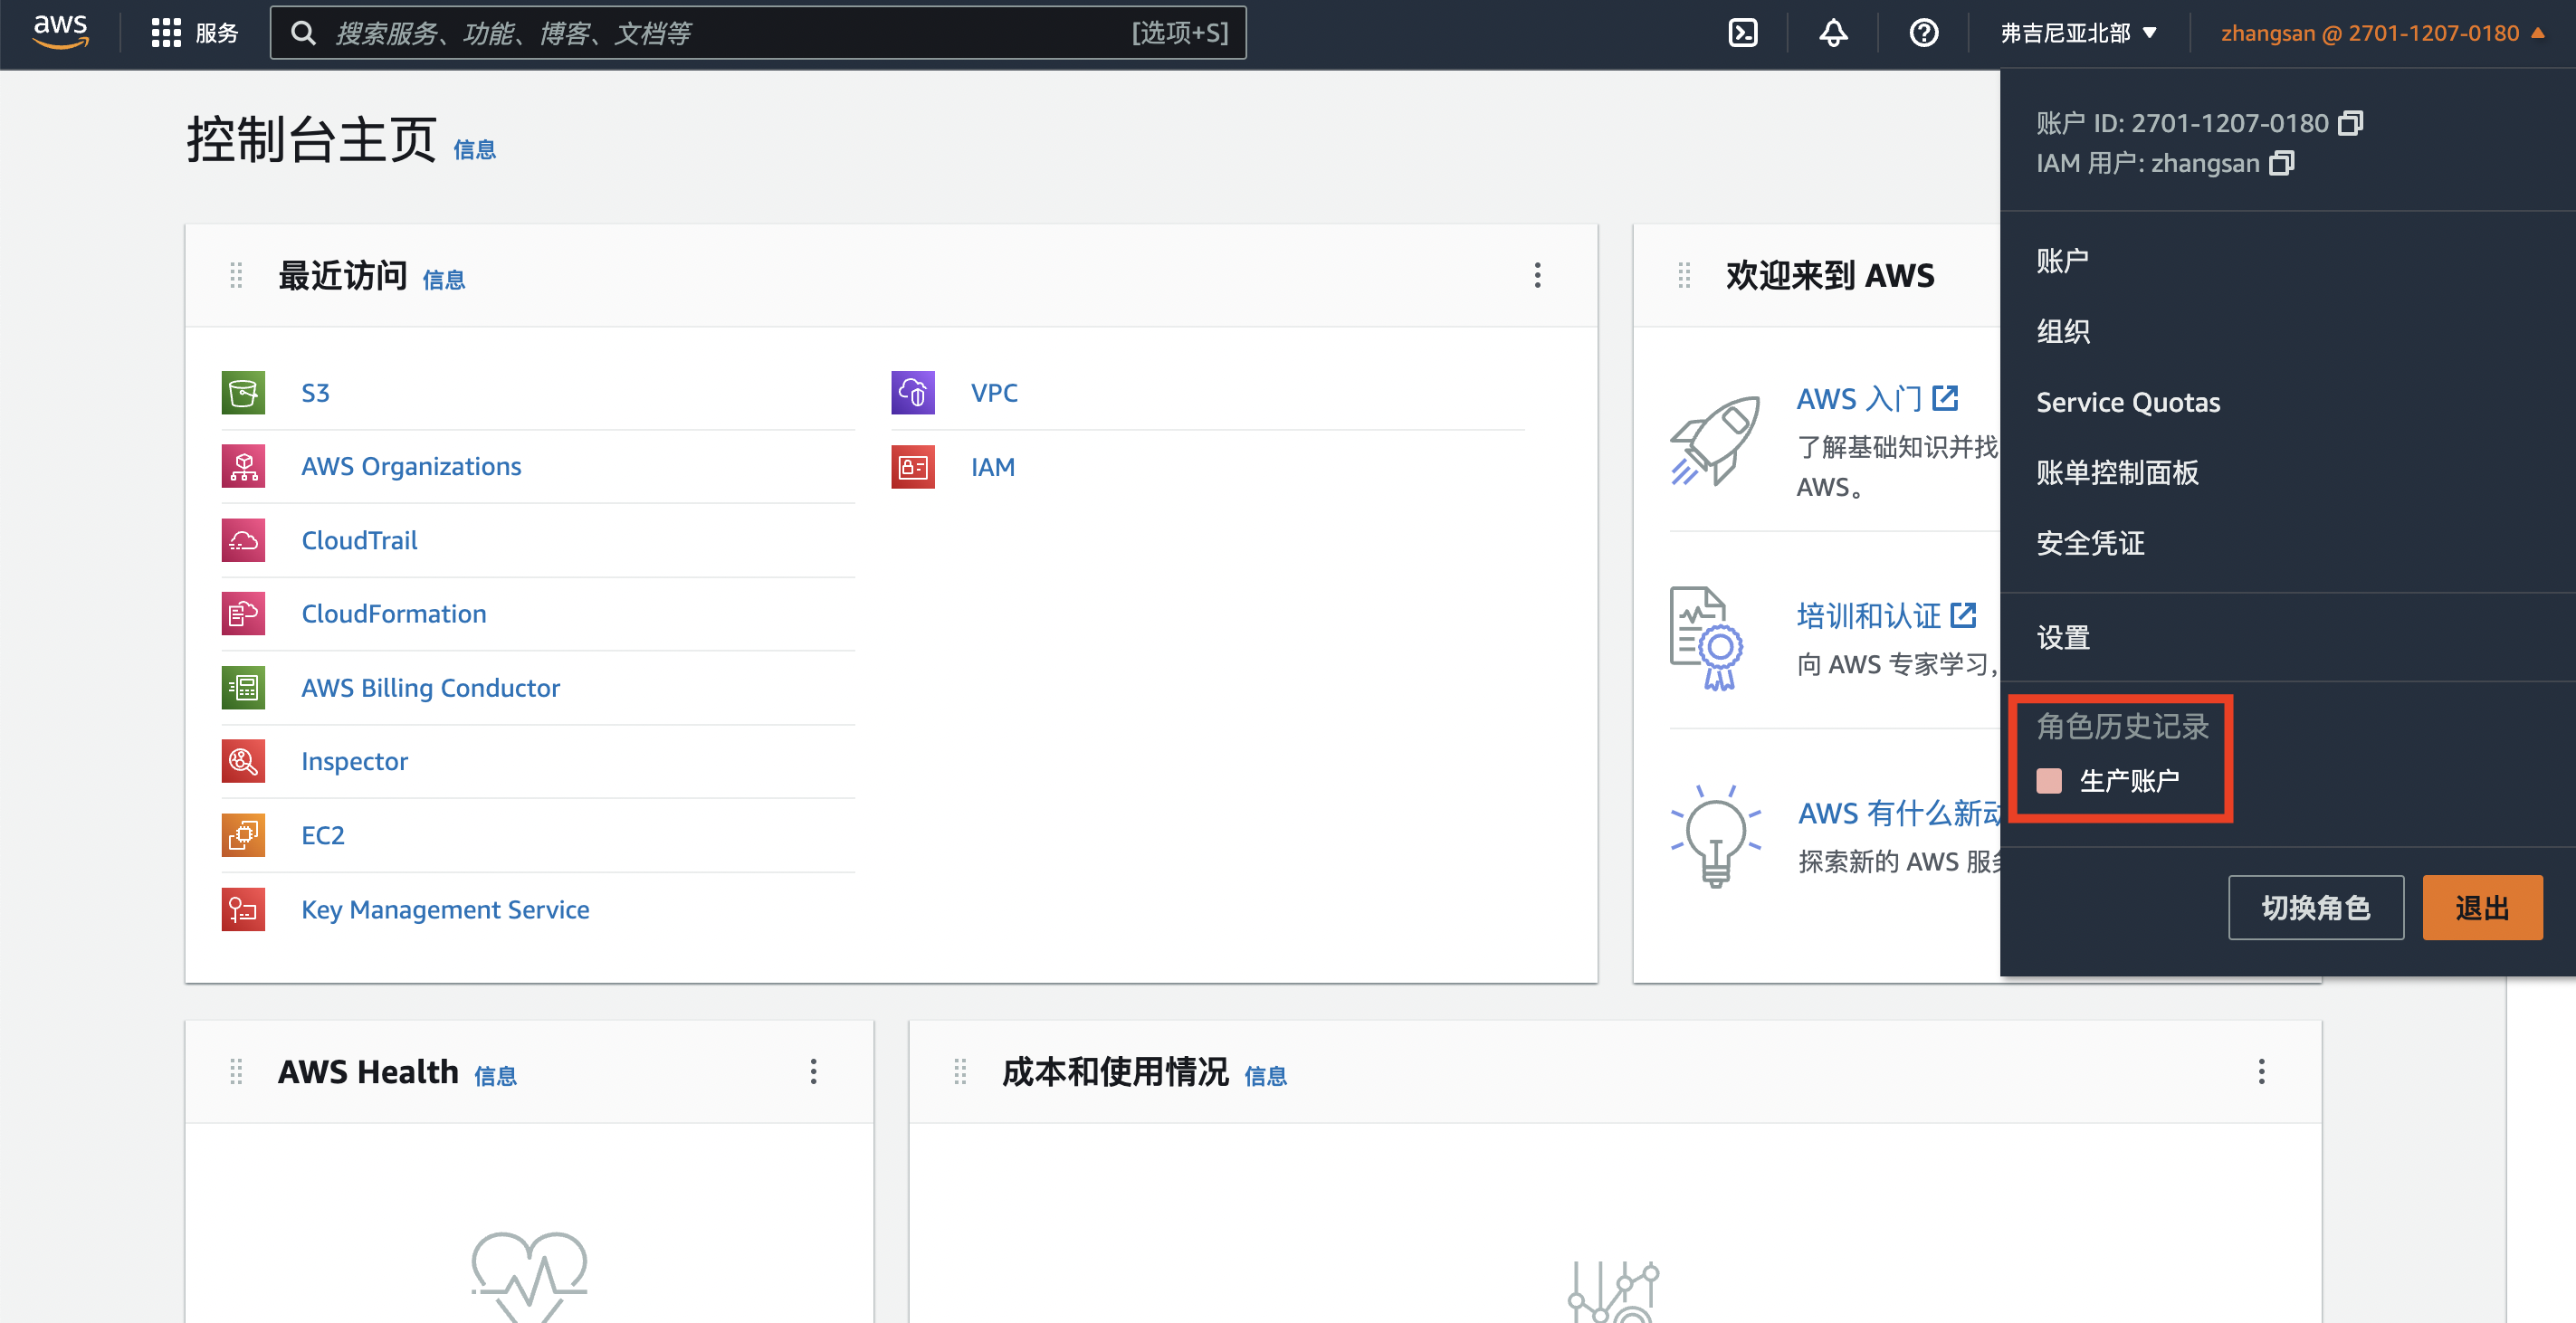 aws
服务
搜索服务、功能、博客、文档等
[选项+S]
弗吉尼亚北部
zhangsan @ 2701-1207-0180
账户 ID: 2701-1207-0180
IAM 用户: zhangsan
账户
组织
Service Quotas
账单控制面板
安全凭证
设置
角色历史记录
生产账户
切换角色
退出
控制台主页 信息
最近访问 信息
S3
AWS Organizations
CloudTrail
CloudFormation
AWS Billing Conductor
Inspector
EC2
Key Management Service
VPC
IAM
欢迎来到 AWS
AWS 入门
了解基础知识并找
AWS。
培训和认证
向 AWS 专家学习，
AWS 有什么新动
探索新的 AWS 服务
AWS Health 信息
成本和使用情况 信息